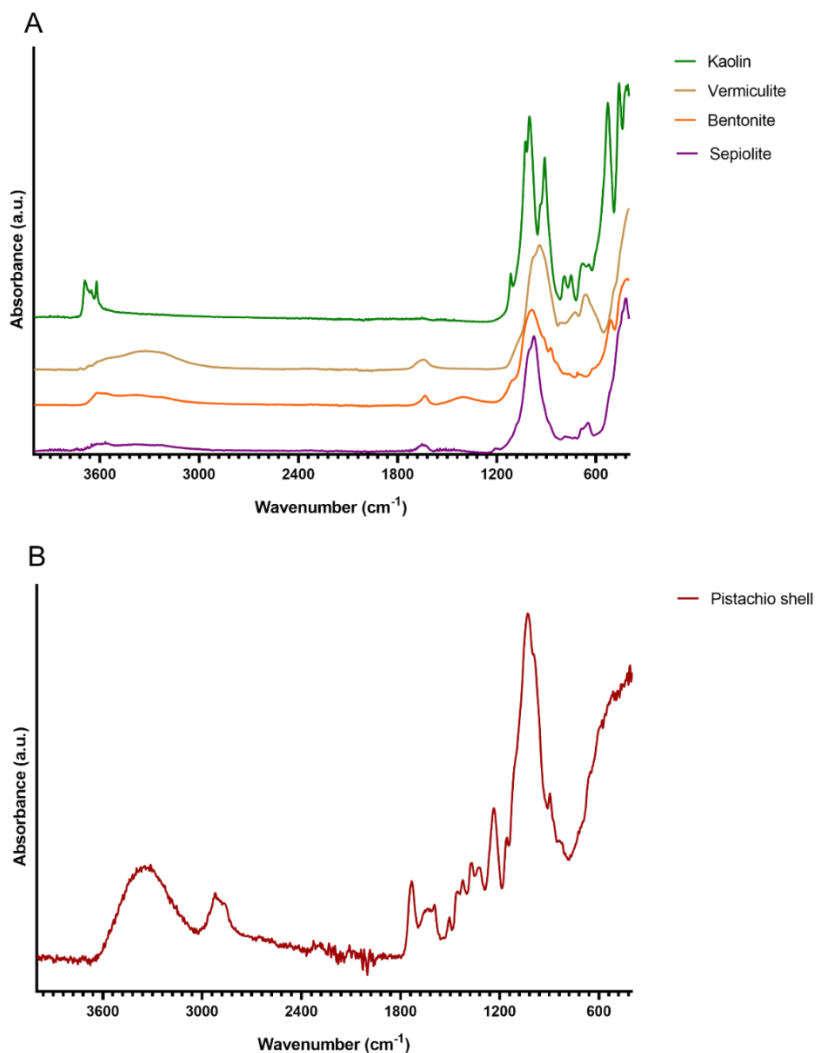 A
Kaolin
Vermiculite
Bentonite
Sepiolite
Absorbance (a.u.)
3600 3000 2400 1800 1200 600
Wavenumber (cm⁻¹)
B
Pistachio shell
Absorbance (a.u.)
3600 3000 2400 1800 1200 600
Wavenumber (cm⁻¹)